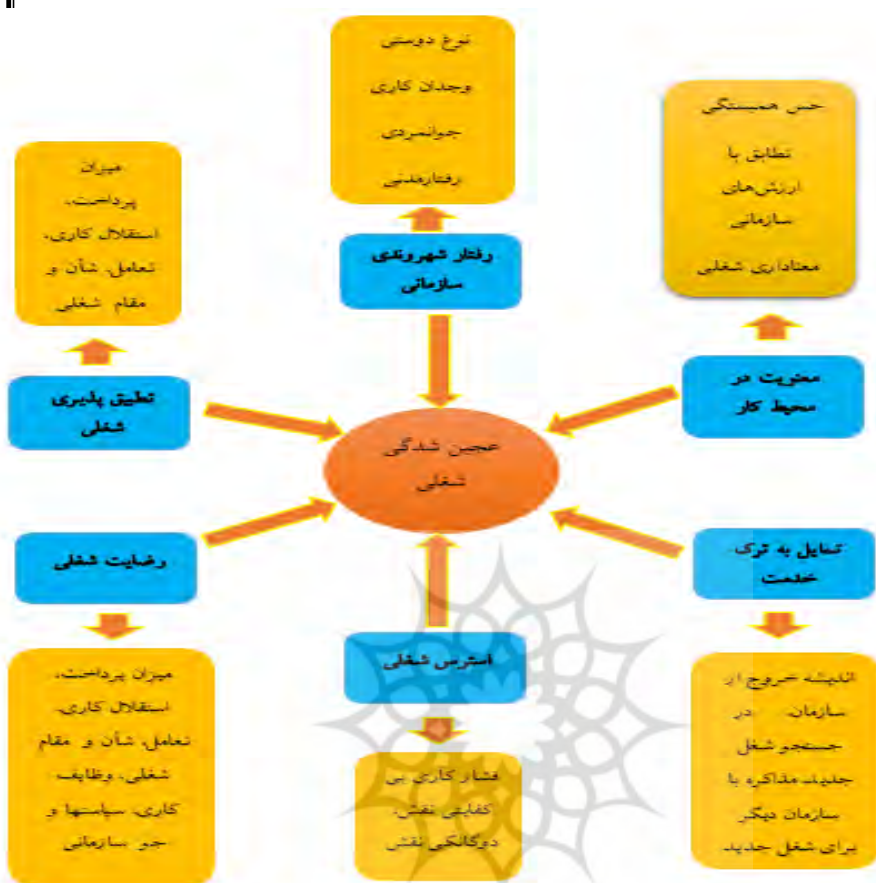 نوع دوستی
وجدان کاری
جوانمردی
رفتارمدنی
حس همبستگی
تطابق با
ارزش‌های
سازمانی
معناداری شغلی
میزان
پرداخت،
استقلال کاری،
تعامل، شأن و
مقام شغلی
رفتار شهروندی
سازمانی
معنویت در
محیط کار
تطبیق پذیری
شغلی
عجین شدگی
شغلی
تمایل به ترک
خدمت
رضایت شغلی
استرس شغلی
اندیشه خروج از
سازمان، در
جستجو شغل
جدید، مذاکره با
سازمان دیگر
برای شغل جدید
فشار کاری بی
کفایتی نقش،
دوگانگی نقش
میزان پرداخت،
استقلال کاری،
تعامل، شأن و مقام
شغلی، وظایف
کاری، سیاستها و
جو سازمانی